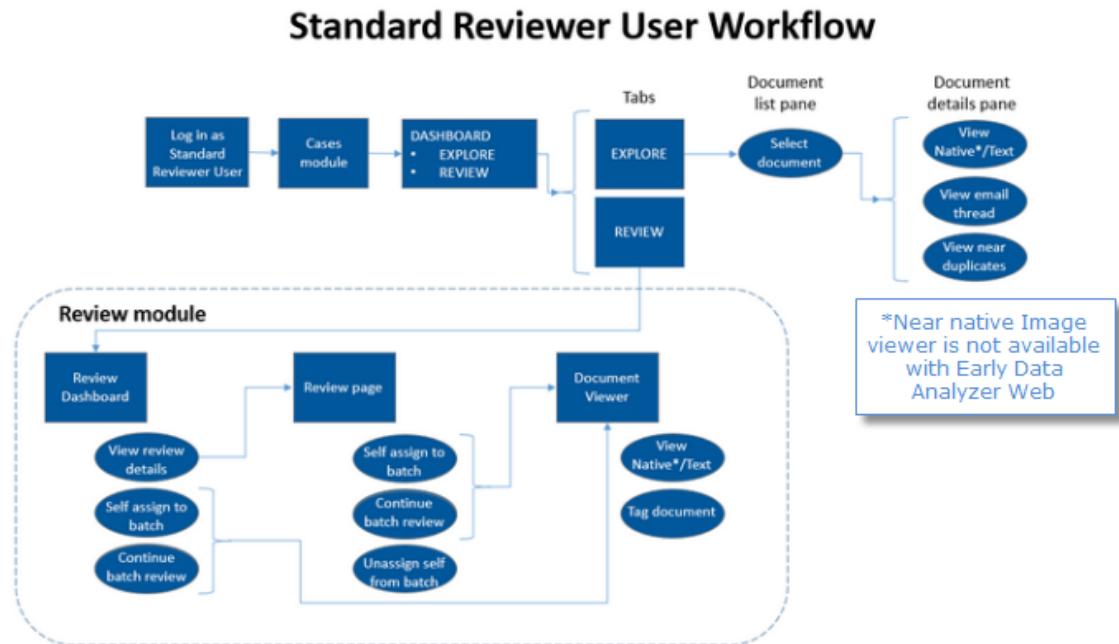 Standard Reviewer User Workflow
Tabs
Document
list pane
Document
details pane
Log in as
Standard
Reviewer User
Cases
module
DASHBOARD
• EXPLORE
• REVIEW
EXPLORE
Select
document
View
Native*/Text
View email
thread
View near
duplicates
REVIEW
*Near native Image
viewer is not available
with Early Data
Analyzer Web
Review module
Review
Dashboard
Review page
Document
Viewer
View review
details
Self assign to
batch
Continue
batch review
Self assign to
batch
Continue
batch review
Unassign self
from batch
View
Native*/Text
Tag document